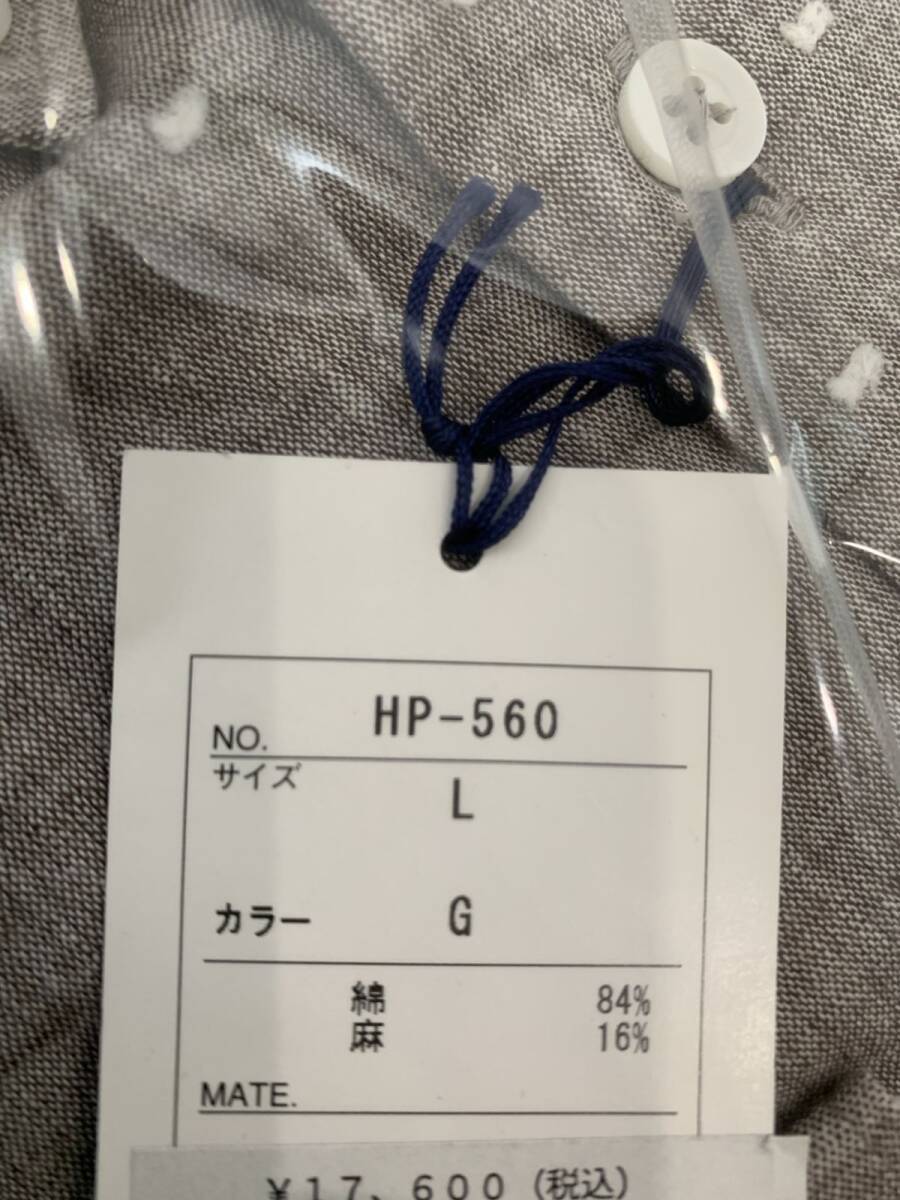 NO. HP-560
サイズ L
カラー G
綿 84%
麻 16%
MATE.
¥17、600(税込)